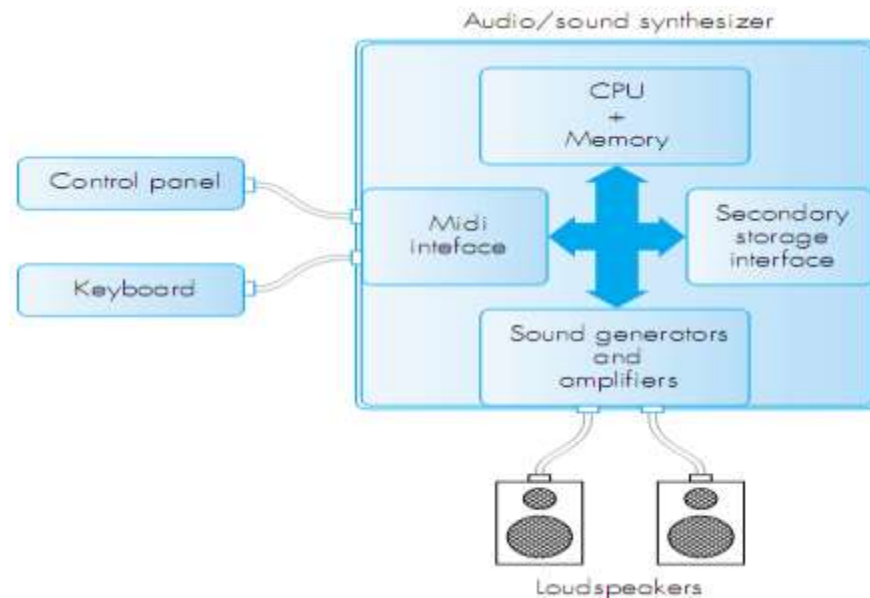 Audio/sound synthesizer
CPU
+
Memory
Control panel
Midi
inteface
Secondary
storage
interface
Keyboard
Sound generators
and
amplifiers
Loudspeakers